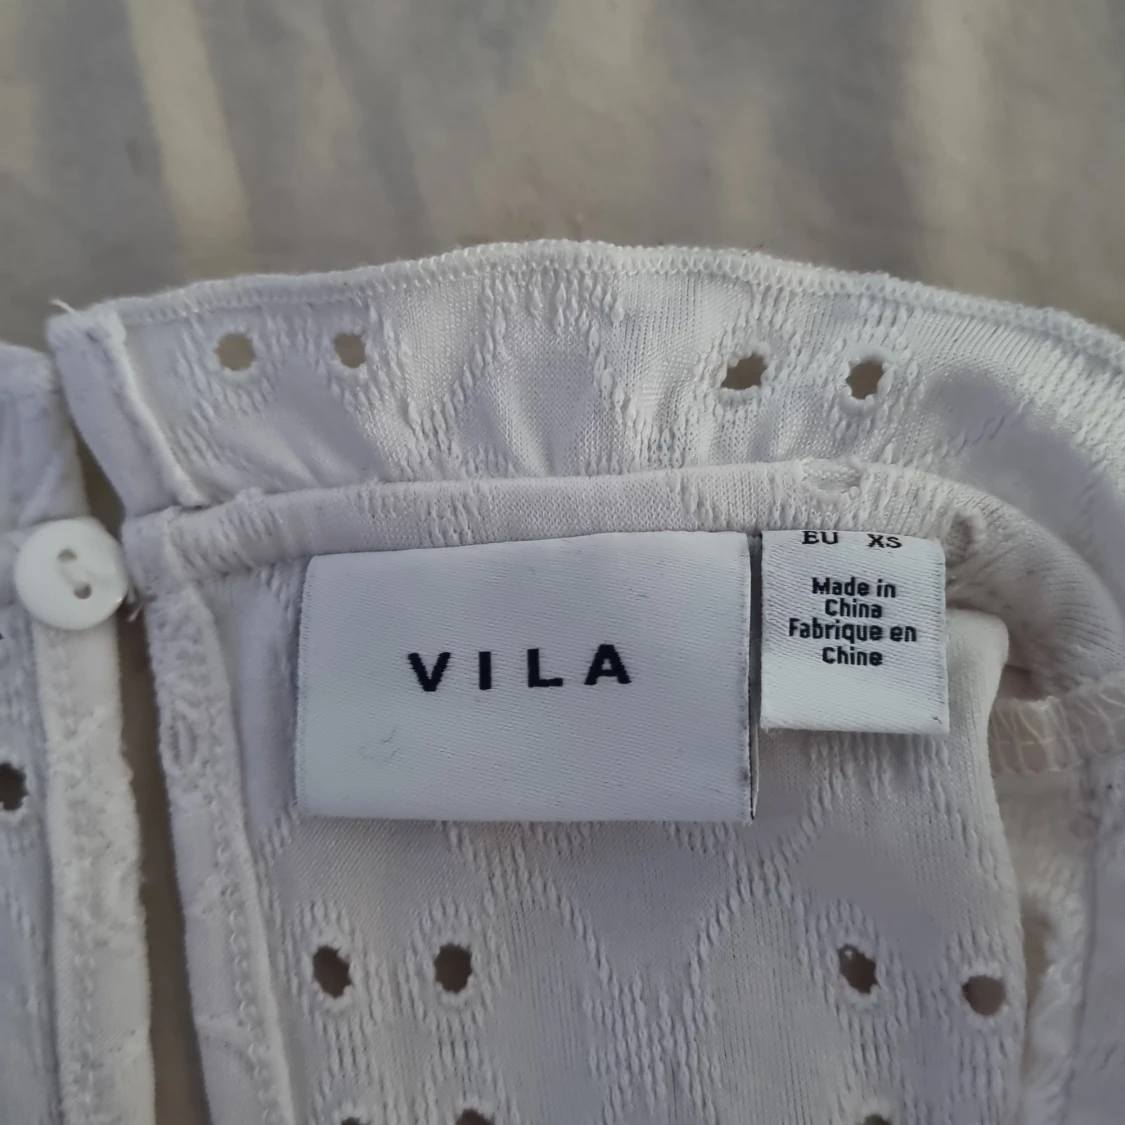 VILA
EU XS
Made in
China
Fabrique en
Chine